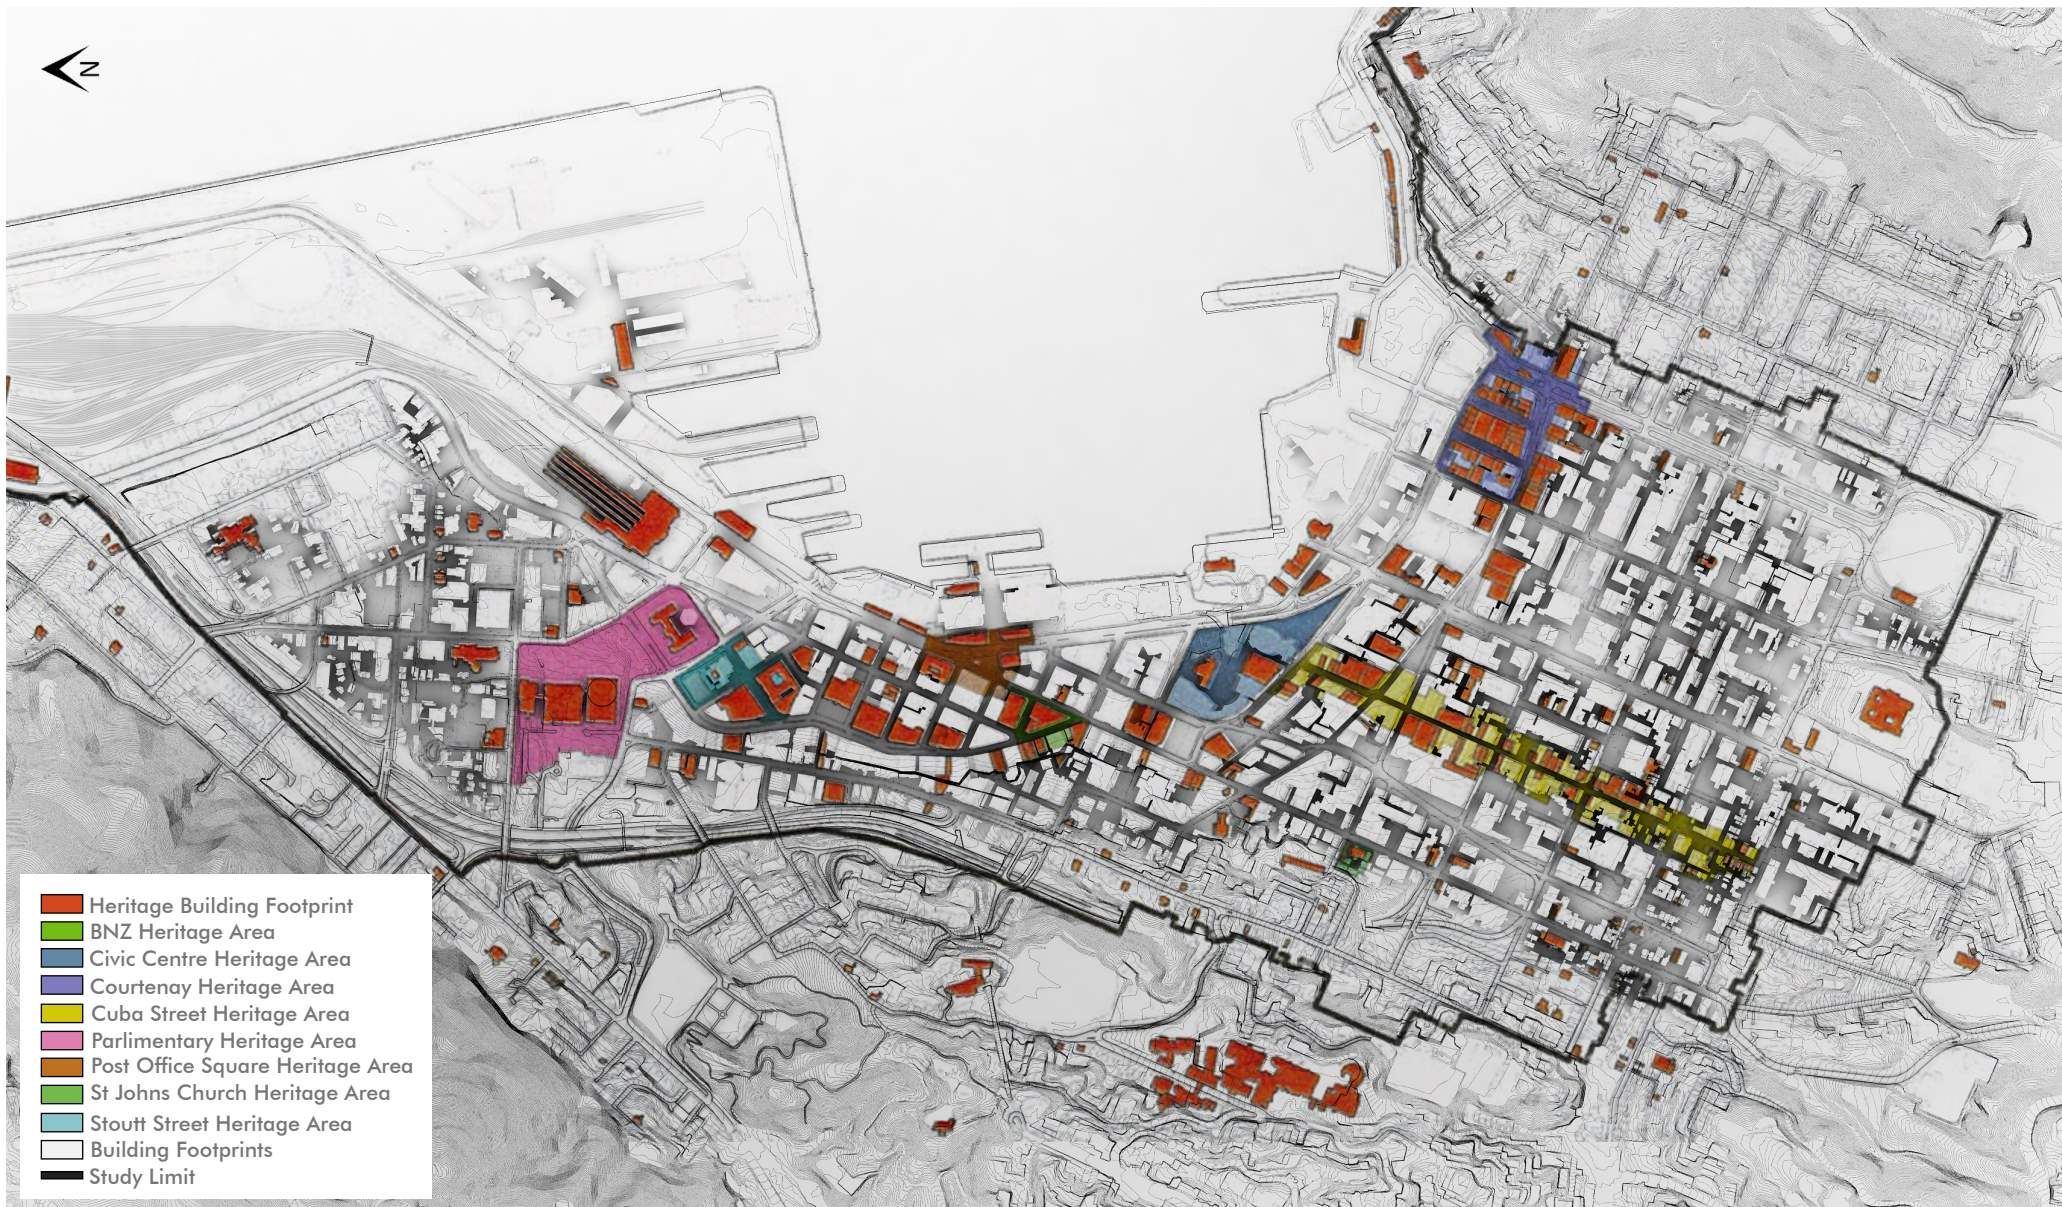 N
Heritage Building Footprint
BNZ Heritage Area
Civic Centre Heritage Area
Courtenay Heritage Area
Cuba Street Heritage Area
Parlimentary Heritage Area
Post Office Square Heritage Area
St Johns Church Heritage Area
Stoutt Street Heritage Area
Building Footprints
Study Limit